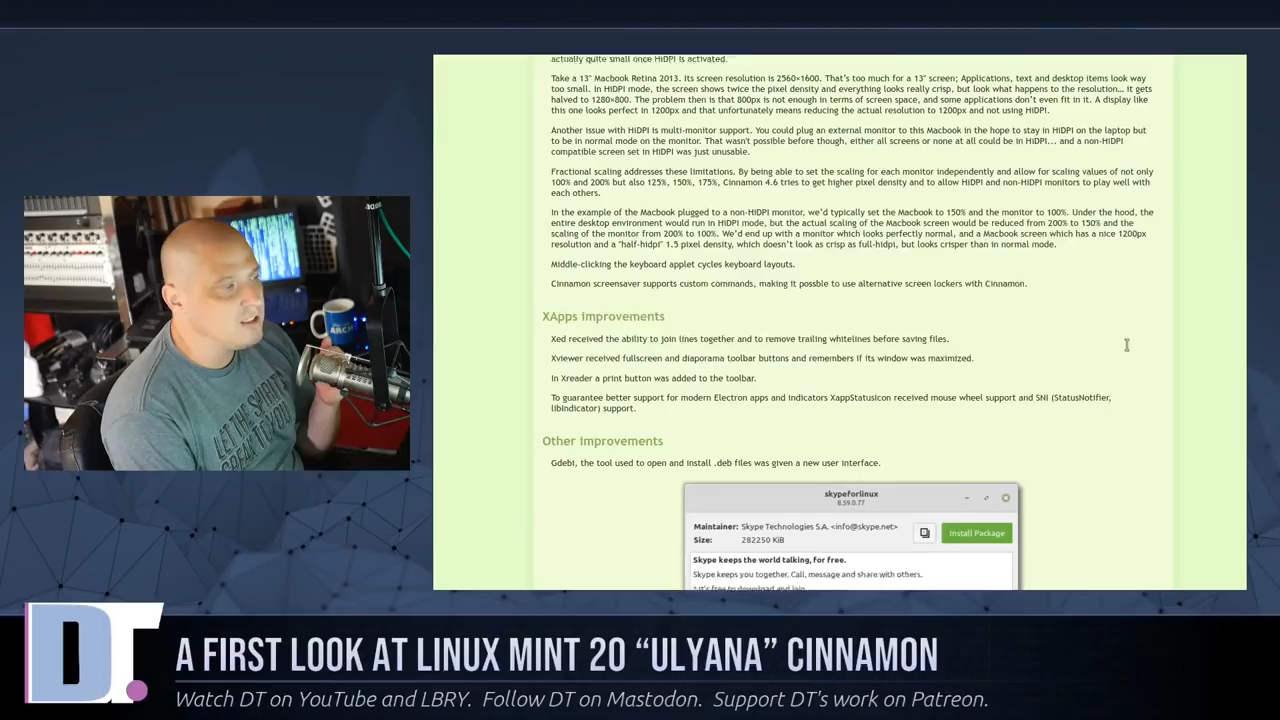 actually quite small once HiDPI is activated.
Take a 13" Macbook Retina 2013. Its screen resolution is 2560×1600. That's too much for a 13" screen; Applications, text and desktop items look way
too small. In HiDPI mode, the screen shows twice the pixel density and everything looks really crisp, but look what happens to the resolution... it gets
halved to 1280×800. The problem then is that 800px is not enough in terms of screen space, and some applications don't even fit in it. A display like
this one looks perfect in 1200px and that unfortunately means reducing the actual resolution to 1200px and not using HiDPI.
Another issue with HiDPI is multi-monitor support. You could plug an external monitor to this Macbook in the hope to stay in HiDPI on the laptop but
to be in normal mode on the monitor. That wasn't possible before though, either all screens or none at all could be in HiDPI... and a non-HiDPI
compatible screen set in HiDPI was just unusable.
Fractional scaling addresses these limitations. By being able to set the scaling for each monitor independently and allow for scaling values of not only
100% and 200% but also 125%, 150%, 175%, Cinnamon 4.6 tries to get higher pixel density and to allow HiDPI and non-HiDPI monitors to play well with
each others.
In the example of the Macbook plugged to a non-HiDPI monitor, we'd typically set the Macbook to 150% and the monitor to 100%. Under the hood, the
entire desktop environment would run in HiDPI mode, but the actual scaling of the Macbook screen would be reduced from 200% to 150% and the
scaling of the monitor from 200% to 100%. We'd end up with a monitor which looks perfectly normal, and a Macbook screen which has a nice 1200px
resolution and a "half-hidpi" 1.5 pixel density, which doesn't look as crisp as full-hidpi, but looks crisper than in normal mode.
Middle-clicking the keyboard applet cycles keyboard layouts.
Cinnamon screensaver supports custom commands, making it possble to use alternative screen lockers with Cinnamon.
XApps improvements
Xed received the ability to join lines together and to remove trailing whitelines before saving files.
Xviewer received fullscreen and diaporama toolbar buttons and remembers if its window was maximized.
In Xreader a print button was added to the toolbar.
To guarantee better support for modern Electron apps and indicators XappStatusIcon received mouse wheel support and SNI (StatusNotifier,
libIndicator) support.
Other improvements
Gdebi, the tool used to open and install .deb files was given a new user interface.
skypeforlinux
8.59.0.77
Maintainer: Skype Technologies S.A. <info@skype.net>
Size: 282250 KiB
Install Package
Skype keeps the world talking, for free.
Skype keeps you together. Call, message and share with others.
* It's free to download and join.
ARCH
DT.
A FIRST LOOK AT LINUX MINT 20 “ULYANA” CINNAMON
Watch DT on YouTube and LBRY. Follow DT on Mastodon. Support DT's work on Patreon.